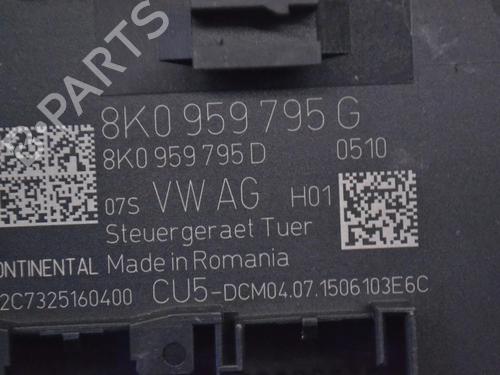 PARTS
8K0 959 795 G
8K0 959 795 D 0510
07S VW AG H01
Steuergeraet Tuer
CONTINENTAL Made in Romania
2C7325160400 CU5-DCM04.07.1506103E6C